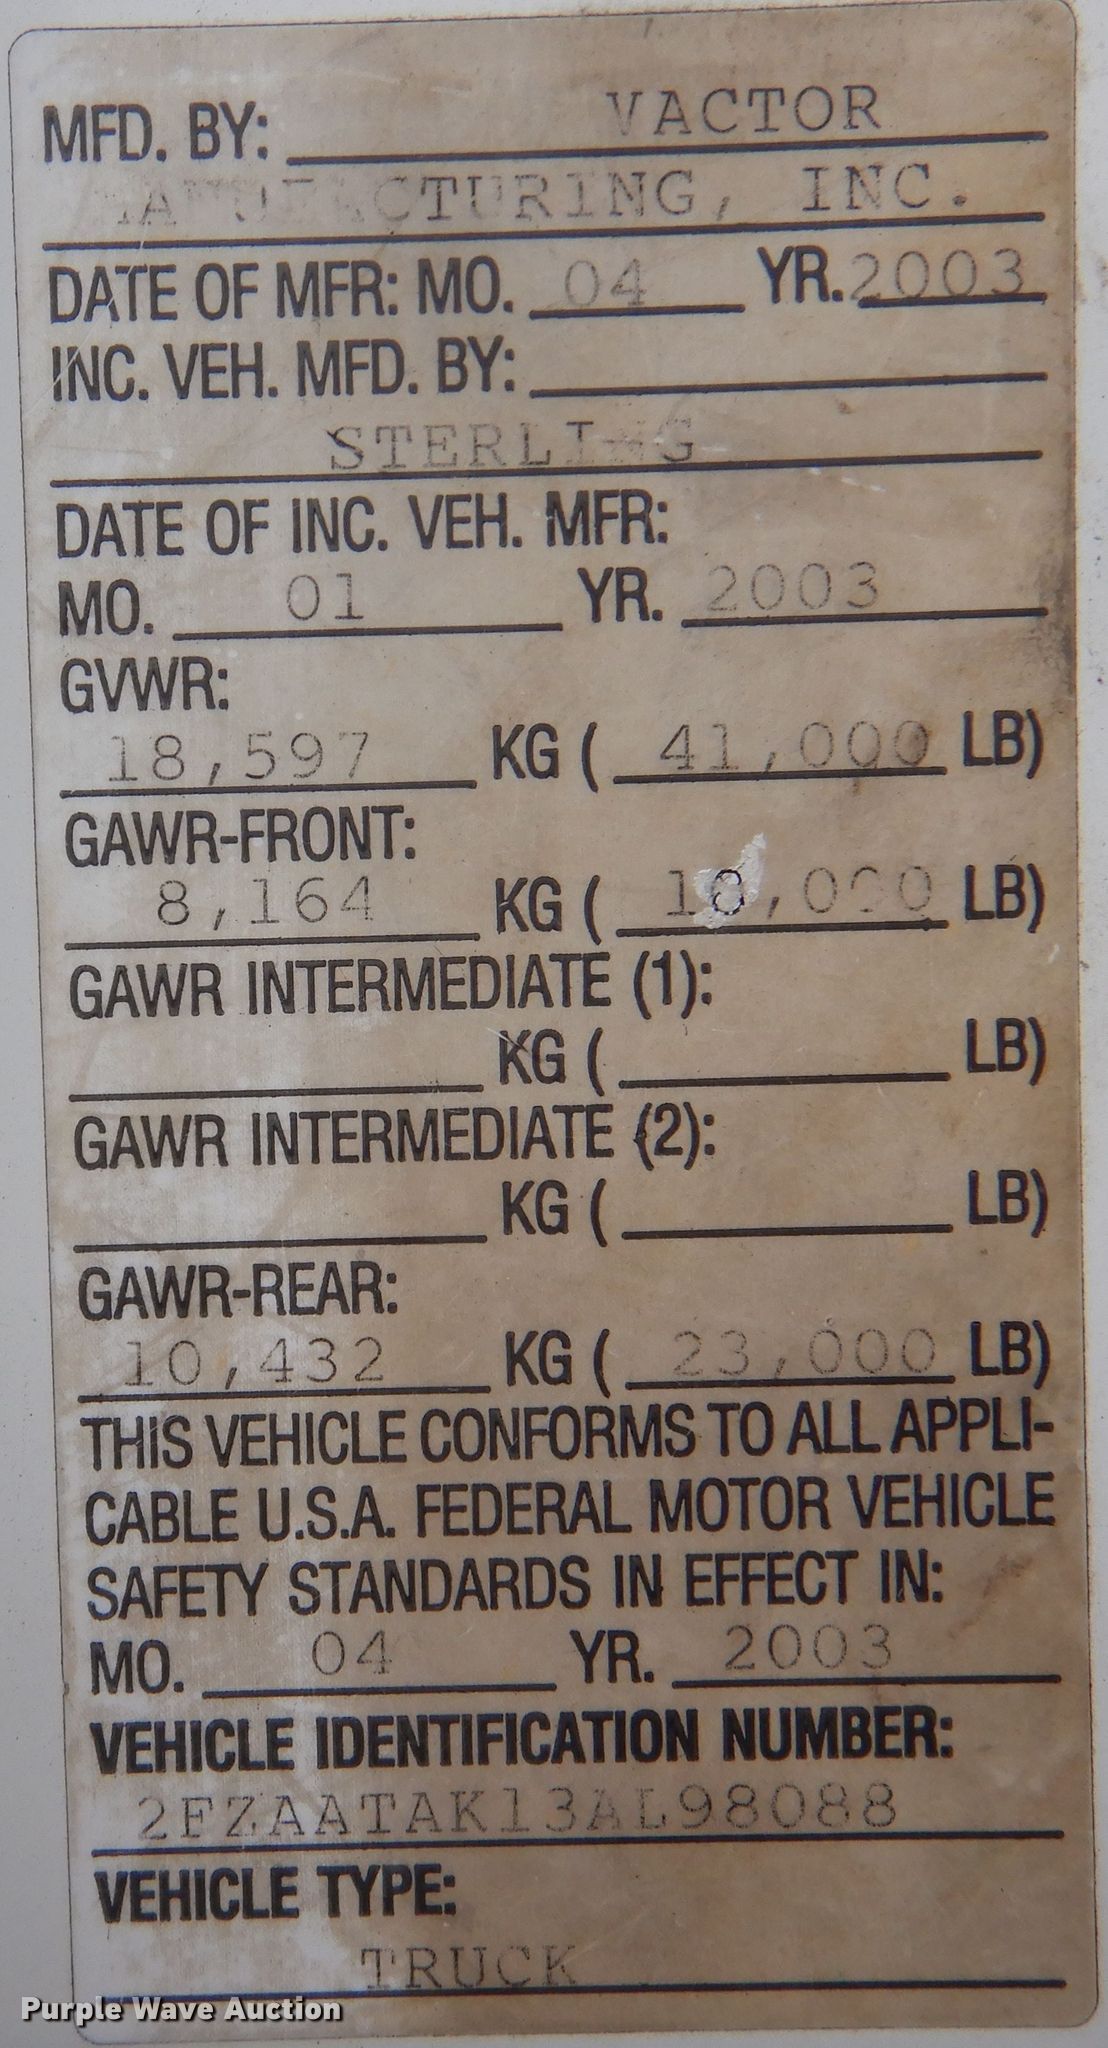 MFD. BY: VACTOR
MANUFACTURING, INC.
DATE OF MFR: MO. 04 YR. 2003
INC. VEH. MFD. BY:
STERLING
DATE OF INC. VEH. MFR:
MO. 01 YR. 2003
GVWR:
18,597 KG ( 41,000 LB)
GAWR-FRONT:
8,164 KG ( 18,000 LB)
GAWR INTERMEDIATE (1):
KG ( LB)
GAWR INTERMEDIATE (2):
KG ( LB)
GAWR-REAR:
10,432 KG ( 23,000 LB)
THIS VEHICLE CONFORMS TO ALL APPLI-
CABLE U.S.A. FEDERAL MOTOR VEHICLE
SAFETY STANDARDS IN EFFECT IN:
MO. 04 YR. 2003
VEHICLE IDENTIFICATION NUMBER:
2FZAATAK13AL98088
VEHICLE TYPE:
TRUCK
Purple Wave Auction